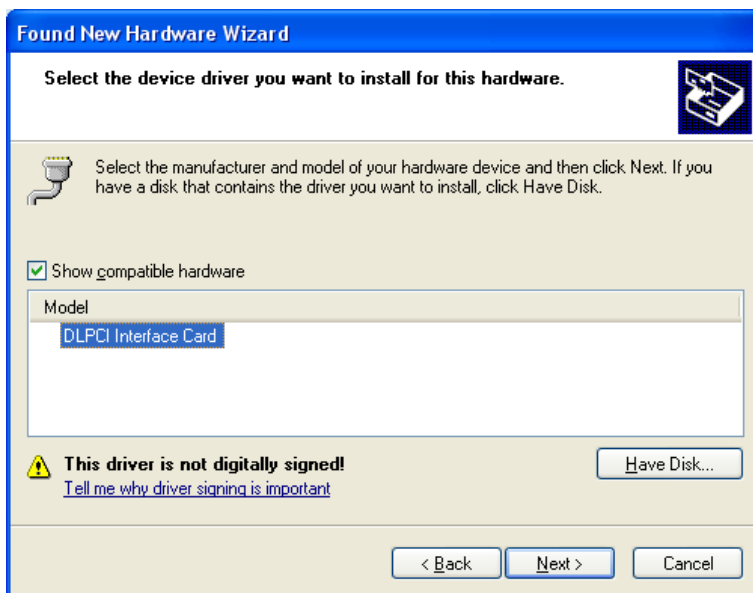 Found New Hardware Wizard
Select the device driver you want to install for this hardware.
Select the manufacturer and model of your hardware device and then click Next. If you
have a disk that contains the driver you want to install, click Have Disk.
Show compatible hardware
Model
DLPCI Interface Card
This driver is not digitally signed!
Have Disk...
Tell me why driver signing is important
< Back
Next >
Cancel